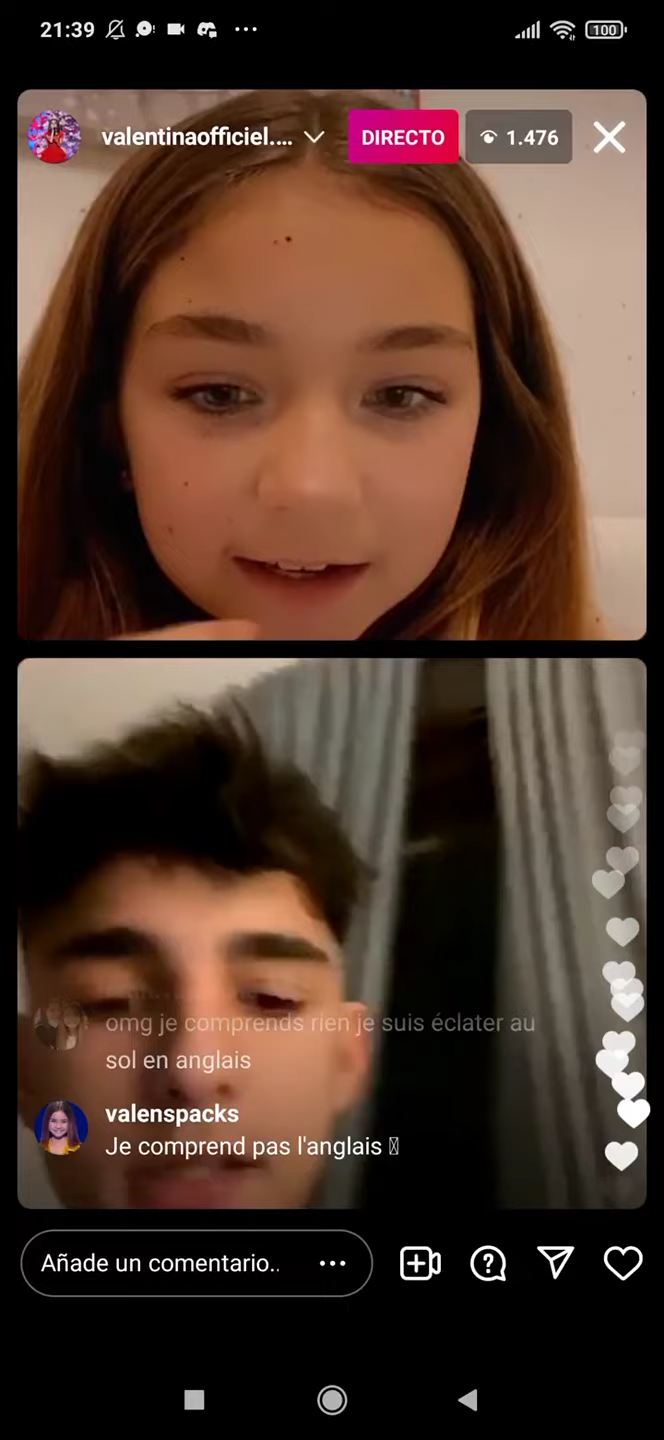 21:39
100
valentinaofficiel....
DIRECTO
1.476
omg je comprends rien je suis éclater au
sol en anglais
valenspacks
Je comprend pas l'anglais
Añade un comentario..